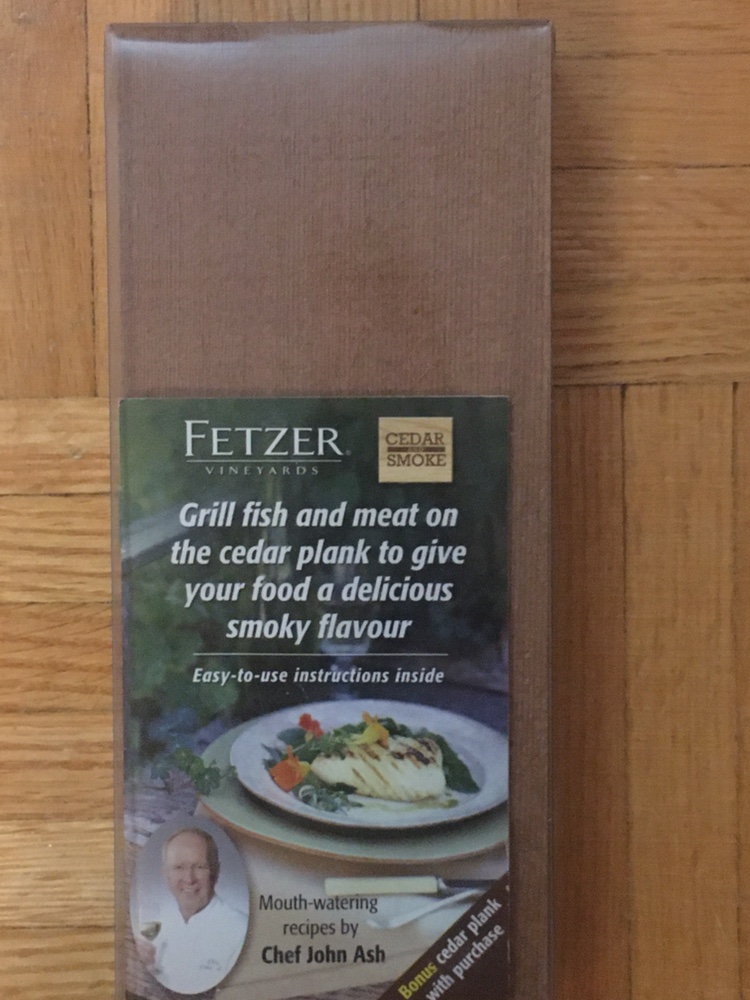 FETZER®
VINEYARDS
CEDAR
SMOKE
Grill fish and meat on
the cedar plank to give
your food a delicious
smoky flavour
Easy-to-use instructions inside
Mouth-watering
recipes by
Chef John Ash
Bonus cedar plank
with purchase